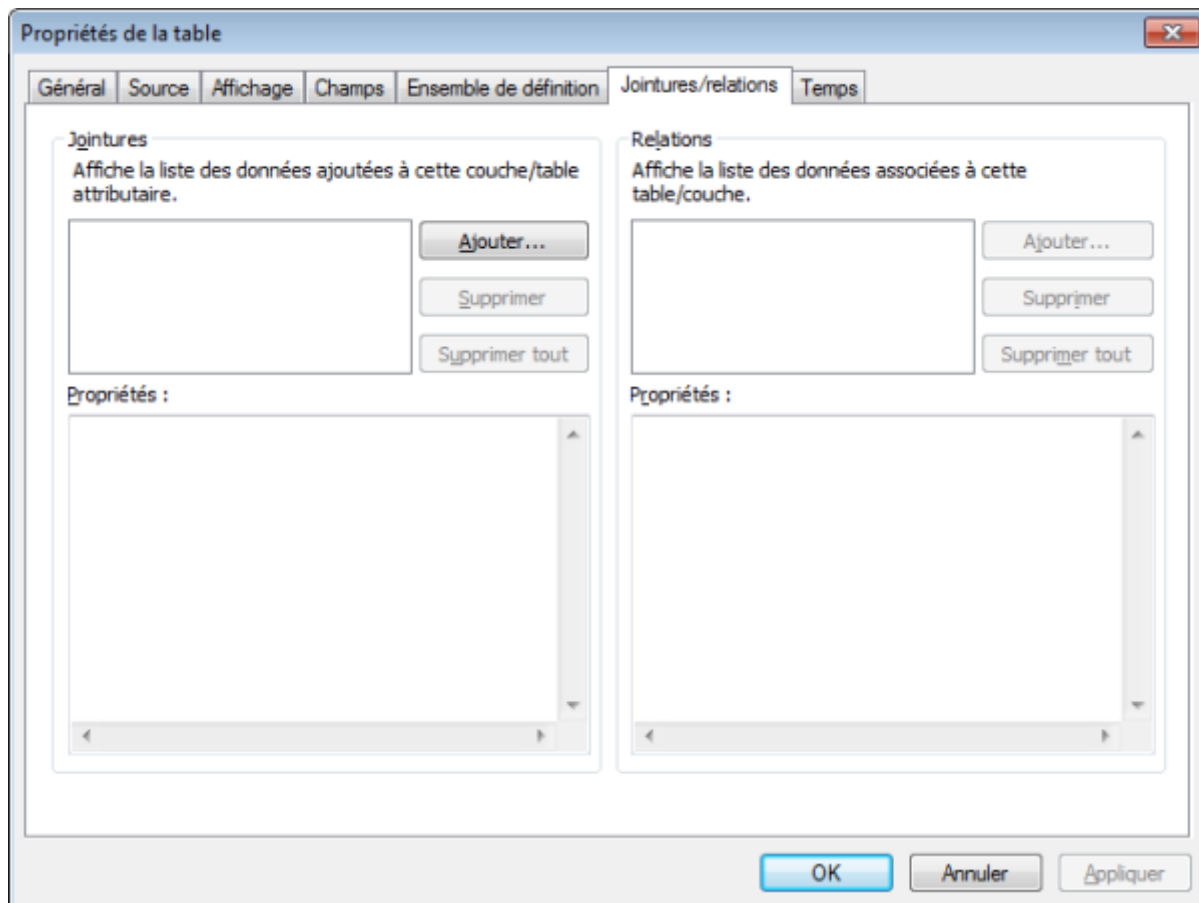 Propriétés de la table
Général Source Affichage Champs Ensemble de définition Jointures/relations Temps
Jointures
Affiche la liste des données ajoutées à cette couche/table
attributaire.
Ajouter...
Supprimer
Supprimer tout
Propriétés :
Relations
Affiche la liste des données associées à cette
table/couche.
Ajouter...
Supprimer
Supprimer tout
Propriétés :
OK Annuler Appliquer